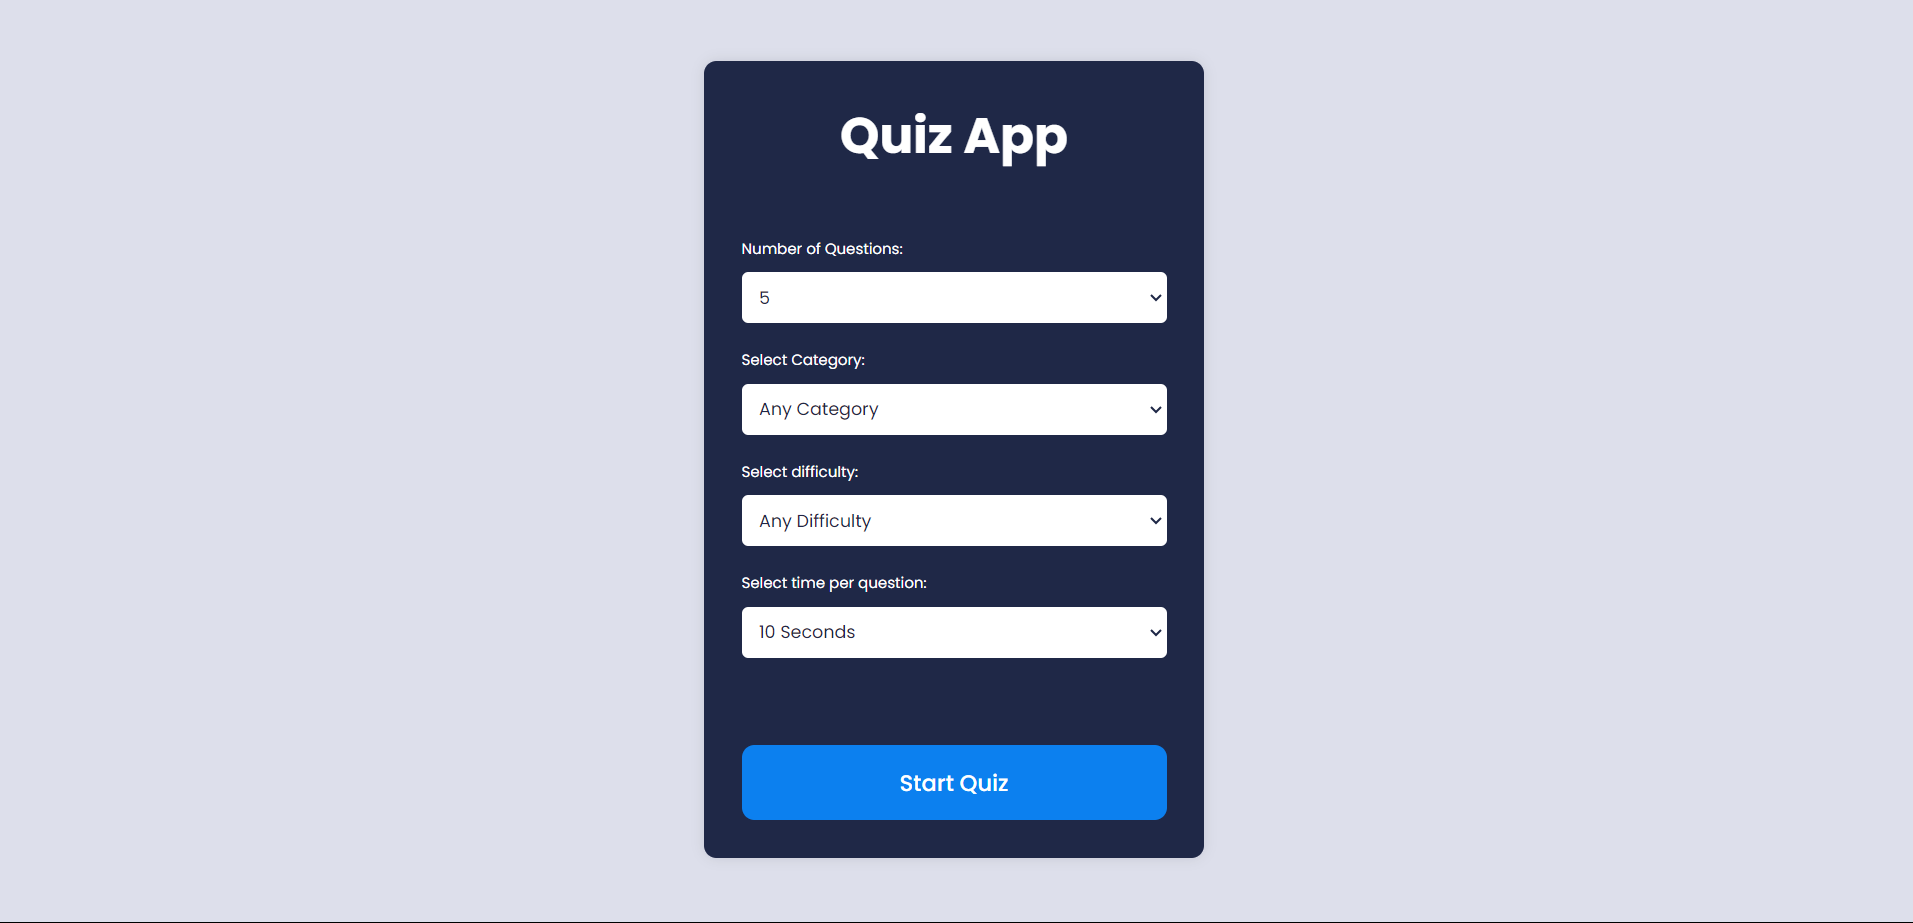 Quiz App
Number of Questions:
5
Select Category:
Any Category
Select difficulty:
Any Difficulty
Select time per question:
10 Seconds
Start Quiz